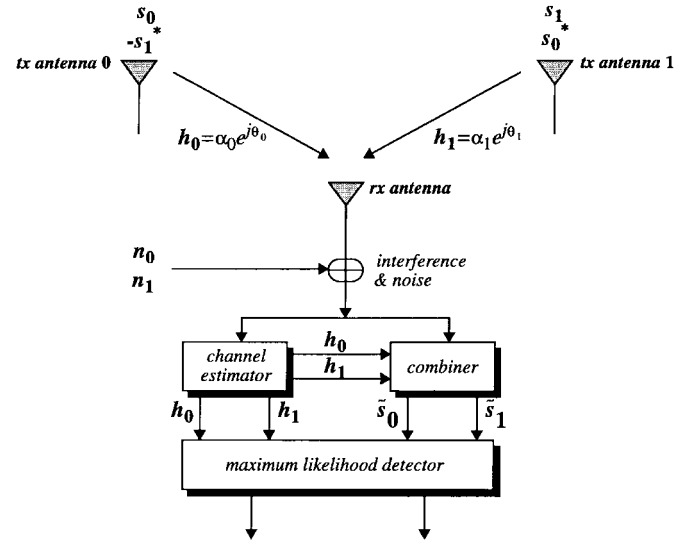 s₀ s₁
-s₁* s₀*
tx antenna 0 tx antenna 1
h₀=α₀e^jθ₀ h₁=α₁e^jθ₁
rx antenna
n₀
n₁
interference
& noise
h₀
h₁
channel
estimator
combiner
h₀ h₁ s̃₀ s̃₁
maximum likelihood detector